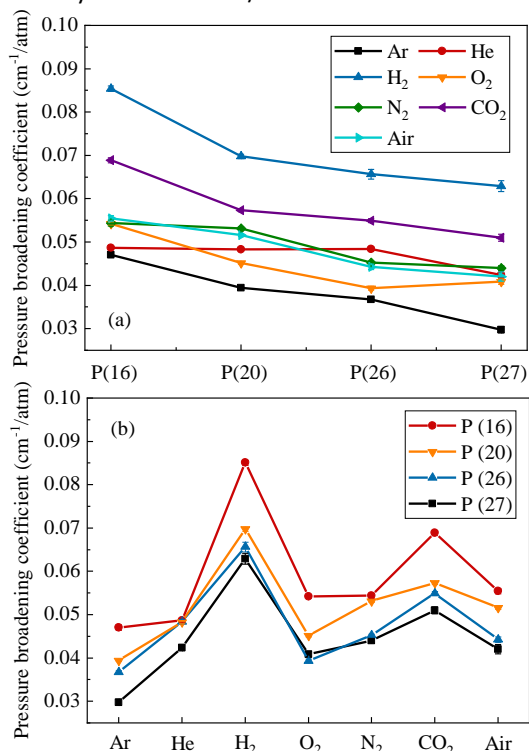 Pressure broadening coefficient (cm⁻¹/atm)
0.10
0.09
0.08
0.07
0.06
0.05
0.04
0.03
Ar He
H₂ O₂
N₂ CO₂
Air
(a)
P(16) P(20) P(26) P(27)
Pressure broadening coefficient (cm⁻¹/atm)
0.10
0.09
0.08
0.07
0.06
0.05
0.04
0.03
(b)
P (16)
P (20)
P (26)
P (27)
Ar He H₂ O₂ N₂ CO₂ Air